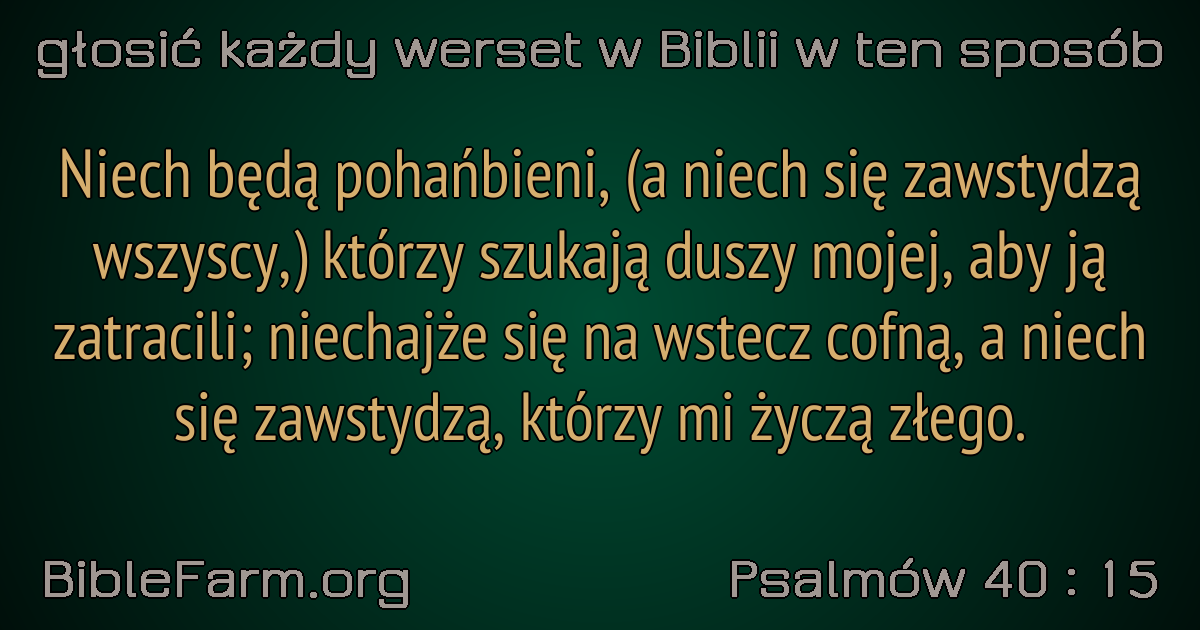 głosić każdy werset w Biblii w ten sposób
Niech będą pohańbieni, (a niech się zawstydzą
wszyscy,) którzy szukają duszy mojej, aby ją
zatracili; niechajże się na wstecz cofną, a niech
się zawstydzą, którzy mi życzą złego.
BibleFarm.org
Psalmów 40 : 15